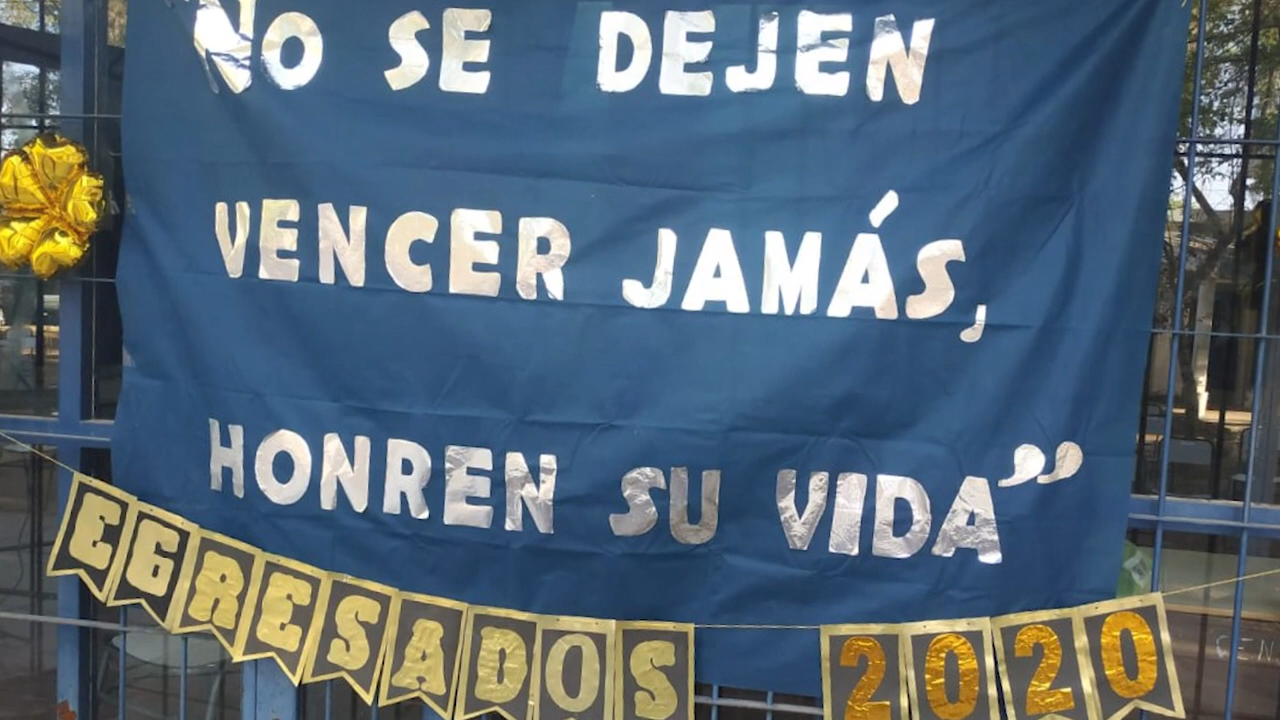 "No SE DEJEN
VENCER JAMÁS,
HONREN SU VIDA"
EGRESADOS 2020